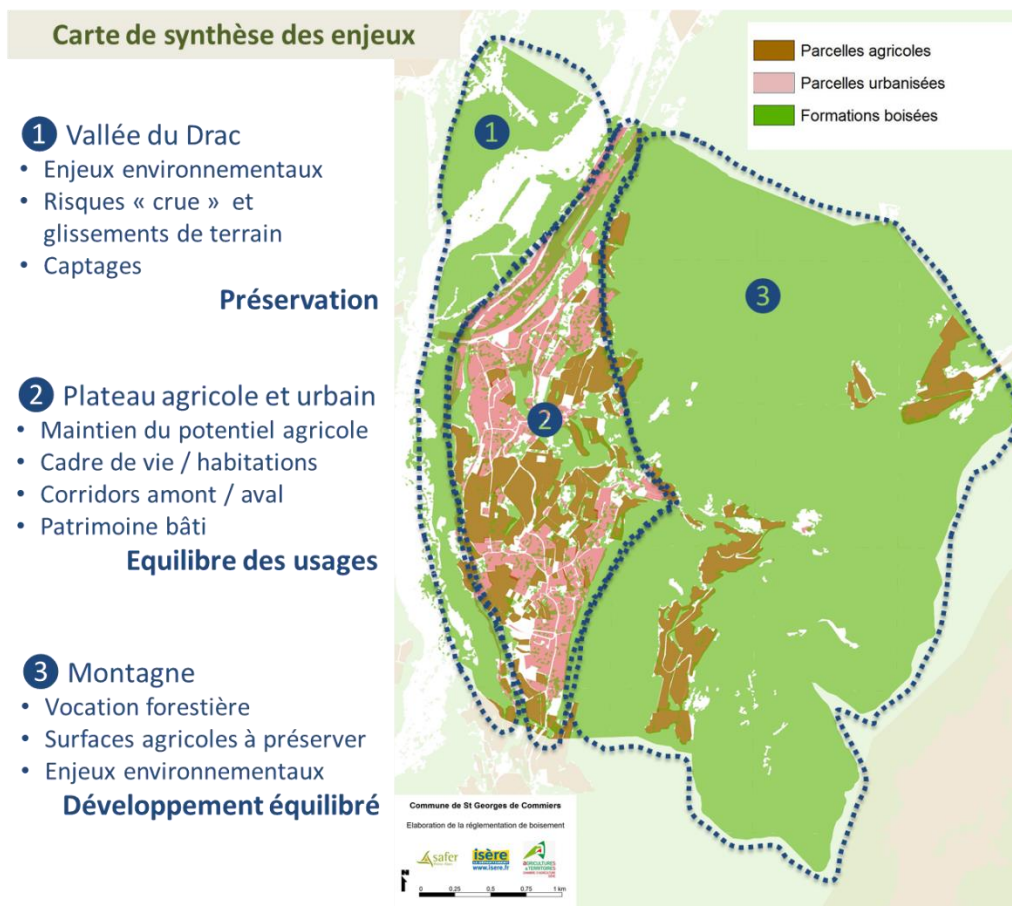 Carte de synthèse des enjeux
Parcelles agricoles
Parcelles urbanisées
Formations boisées
1 Vallée du Drac
• Enjeux environnementaux
• Risques « crue » et
glissements de terrain
• Captages
Préservation
2 Plateau agricole et urbain
• Maintien du potentiel agricole
• Cadre de vie / habitations
• Corridors amont / aval
• Patrimoine bâti
Equilibre des usages
3 Montagne
• Vocation forestière
• Surfaces agricoles à préserver
• Enjeux environnementaux
Développement équilibré
1
2
3
Commune de St Georges de Commiers
Elaboration de la réglementation de boisement
safer
isère
www.isere.fr
AGRICULTURES
& TERRITOIRES
N
0 0.25 0.5 0.75 1 km